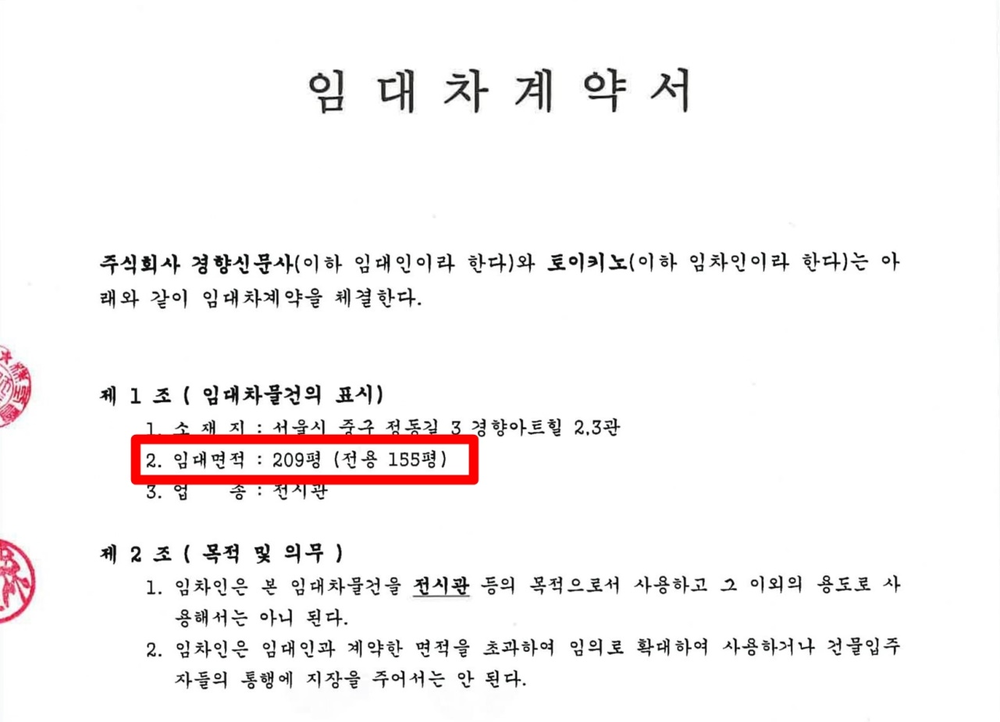 임 대 차 계 약 서
주식회사 경향신문사(이하 임대인이라 한다)와 토이키노(이하 임차인이라 한다)는 아
래와 같이 임대차계약을 체결한다.
제 1 조 ( 임대차물건의 표시)
1. 소 재 지 : 서울시 중구 정동길 3 경향아트힐 2,3관
2. 임대면적 : 209평 (전용 155평)
3. 업 종 : 전시관
제 2 조 ( 목적 및 의무 )
1. 임차인은 본 임대차물건을 전시관 등의 목적으로서 사용하고 그 이외의 용도로 사
용해서는 아니 된다.
2. 임차인은 임대인과 계약한 면적을 초과하여 임의로 확대하여 사용하거나 건물입주
자들의 통행에 지장을 주어서는 안 된다.